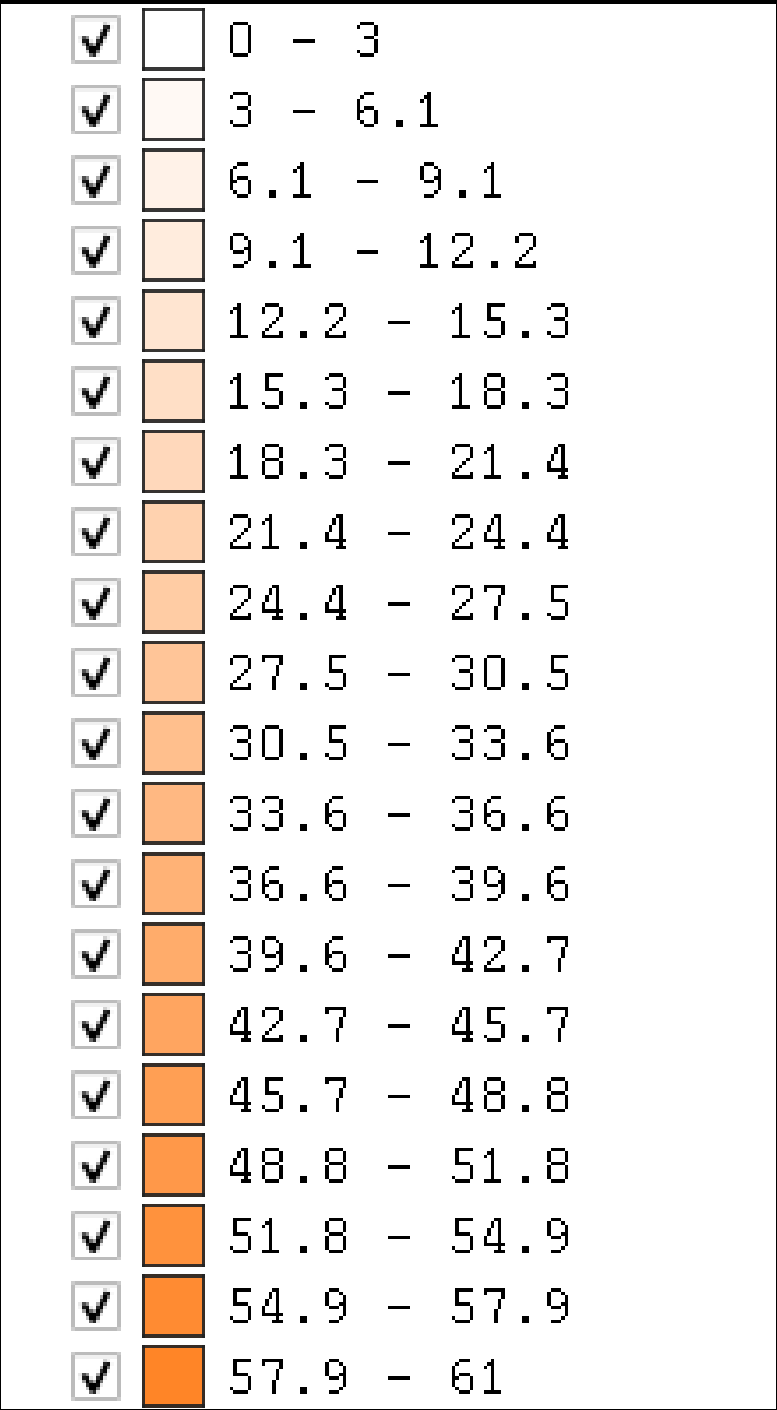 0 - 3
3 - 6.1
6.1 - 9.1
9.1 - 12.2
12.2 - 15.3
15.3 - 18.3
18.3 - 21.4
21.4 - 24.4
24.4 - 27.5
27.5 - 30.5
30.5 - 33.6
33.6 - 36.6
36.6 - 39.6
39.6 - 42.7
42.7 - 45.7
45.7 - 48.8
48.8 - 51.8
51.8 - 54.9
54.9 - 57.9
57.9 - 61